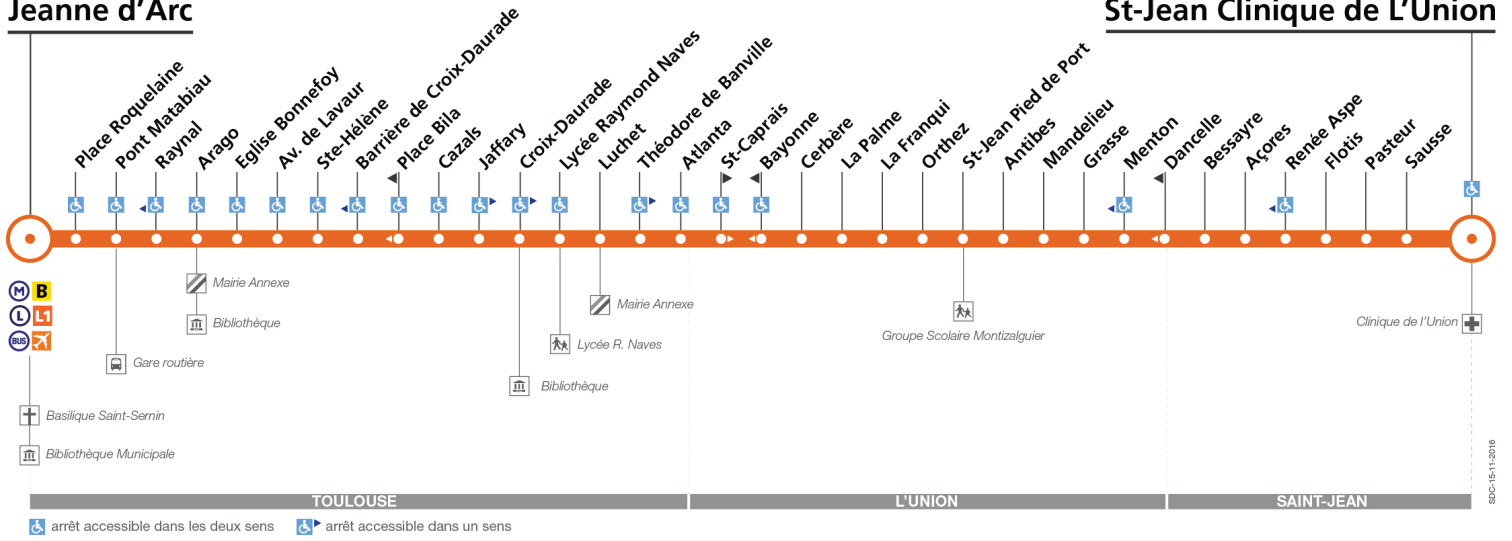 Jeanne d’Arc
St-Jean Clinique de L’Union
Place Roquelaine
Pont Matabiau
Raynal
Arago
Eglise Bonnefoy
Av. de Lavaur
Ste-Hélène
Barrière de Croix-Daurade
Place Bila
Cazals
Jaffary
Croix-Daurade
Lycée Raymond Naves
Luchet
Théodore de Banville
Atlanta
St-Caprais
Bayonne
Cerbère
La Palme
La Franqui
Orthez
St-Jean Pied de Port
Antibes
Mandelieu
Grasse
Menton
Dancelle
Bessayre
Açores
Renée Aspe
Flotis
Pasteur
Sausse
M B
L L1
BUS
Mairie Annexe
Bibliothèque
Gare routière
Basilique Saint-Sernin
Bibliothèque Municipale
Bibliothèque
Lycée R. Naves
Mairie Annexe
Groupe Scolaire Montizalguier
Clinique de l’Union
SDC-15-11-2016
TOULOUSE
L’UNION
SAINT-JEAN
arrêt accessible dans les deux sens
arrêt accessible dans un sens